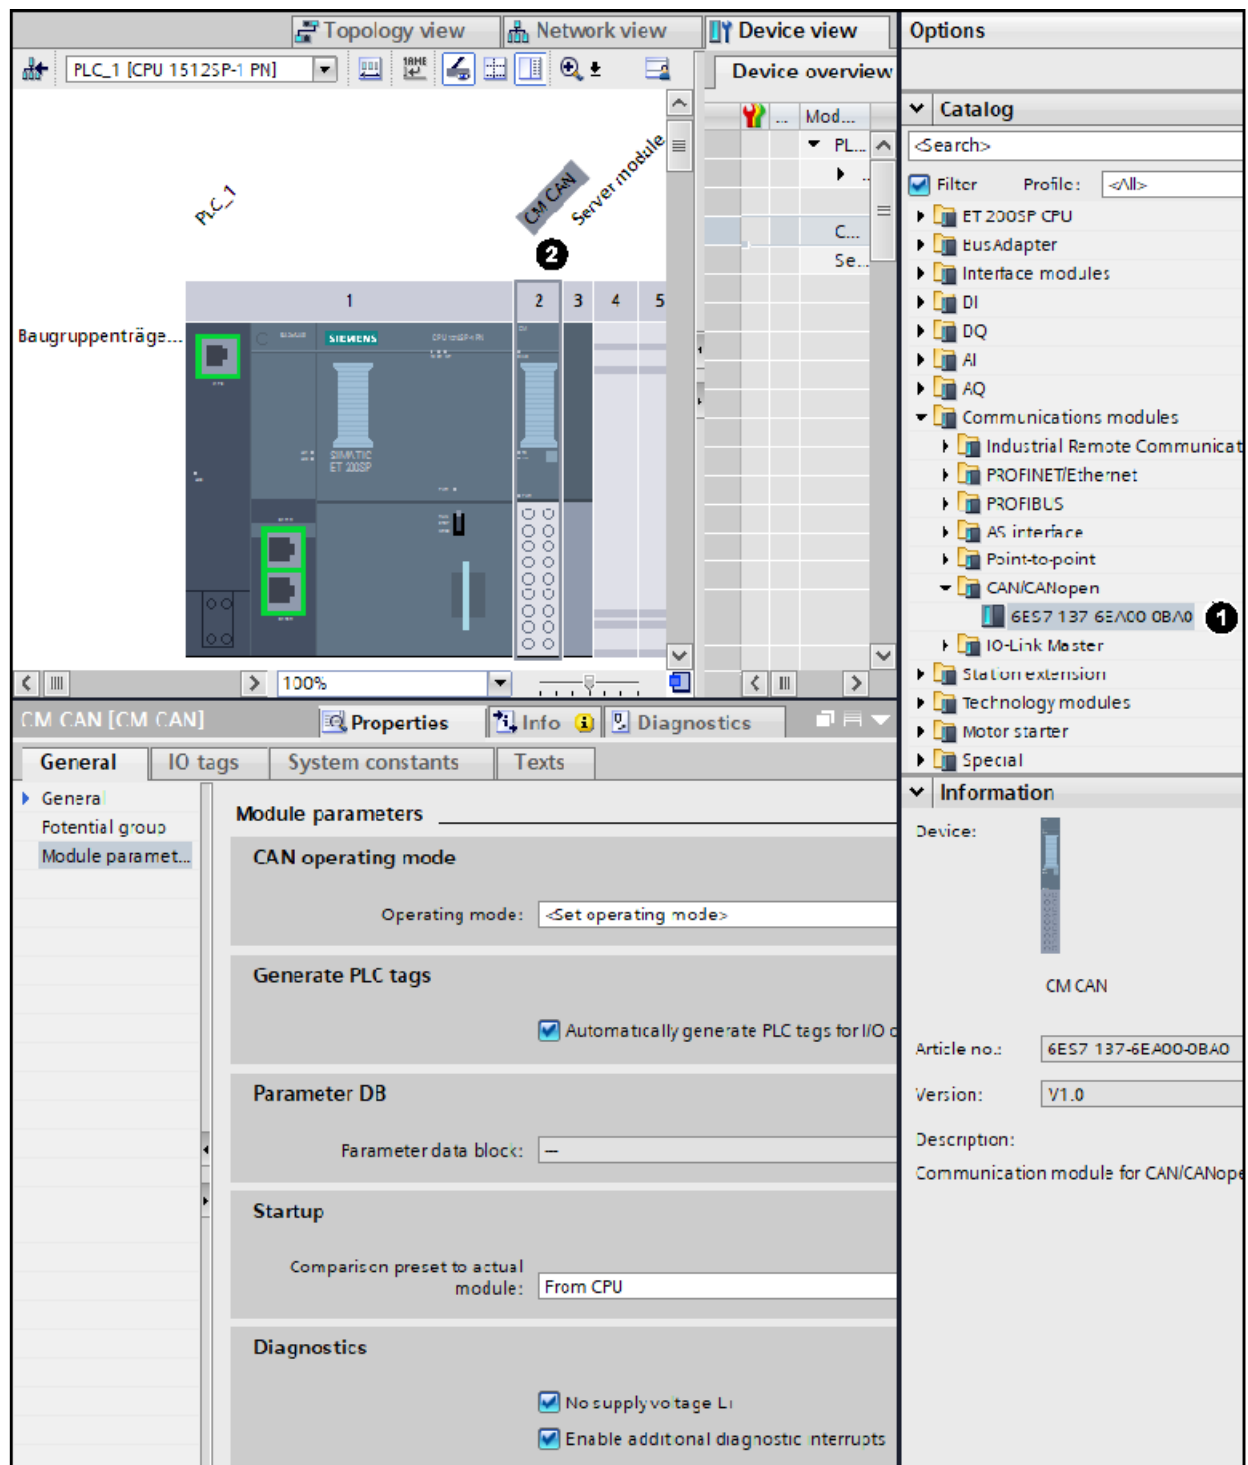 Topology view
Network view
Device view
Options
PLC_1 [CPU 1512SP-1 PN]
Device overview
... Mod...
Catalog
PL...
<Search>
...
Filter Profile: <All>
PLC_1
CM CAN
Server module
C...
Se...
2
1 2 3 4 5
Baugruppenträge...
SIEMENS
SIMATIC
ET 200SP
ET 200SP CPU
BusAdapter
Interface modules
DI
DQ
AI
AQ
Communications modules
Industrial Remote Communicat
PROFINET/Ethernet
PROFIBUS
AS interface
Point-to-point
CAN/CANopen
6ES7 137-6EA00-0BA0 1
IO-Link Master
Station extension
Technology modules
Motor starter
Special
100%
CM CAN [CM CAN]
Properties
Info
Diagnostics
General
IO tags
System constants
Texts
General
Potential group
Module paramet...
Module parameters
CAN operating mode
Operating mode: <Set operating mode>
Generate PLC tags
Automatically generate PLC tags for I/O
Parameter DB
Parameter data block: ---
Startup
Comparison preset to actual
module: From CPU
Diagnostics
No supply voltage L+
Enable additional diagnostic interrupts
Information
Device:
CM CAN
Article no.: 6ES7 137-6EA00-0BA0
Version: V1.0
Description:
Communication module for CAN/CANope